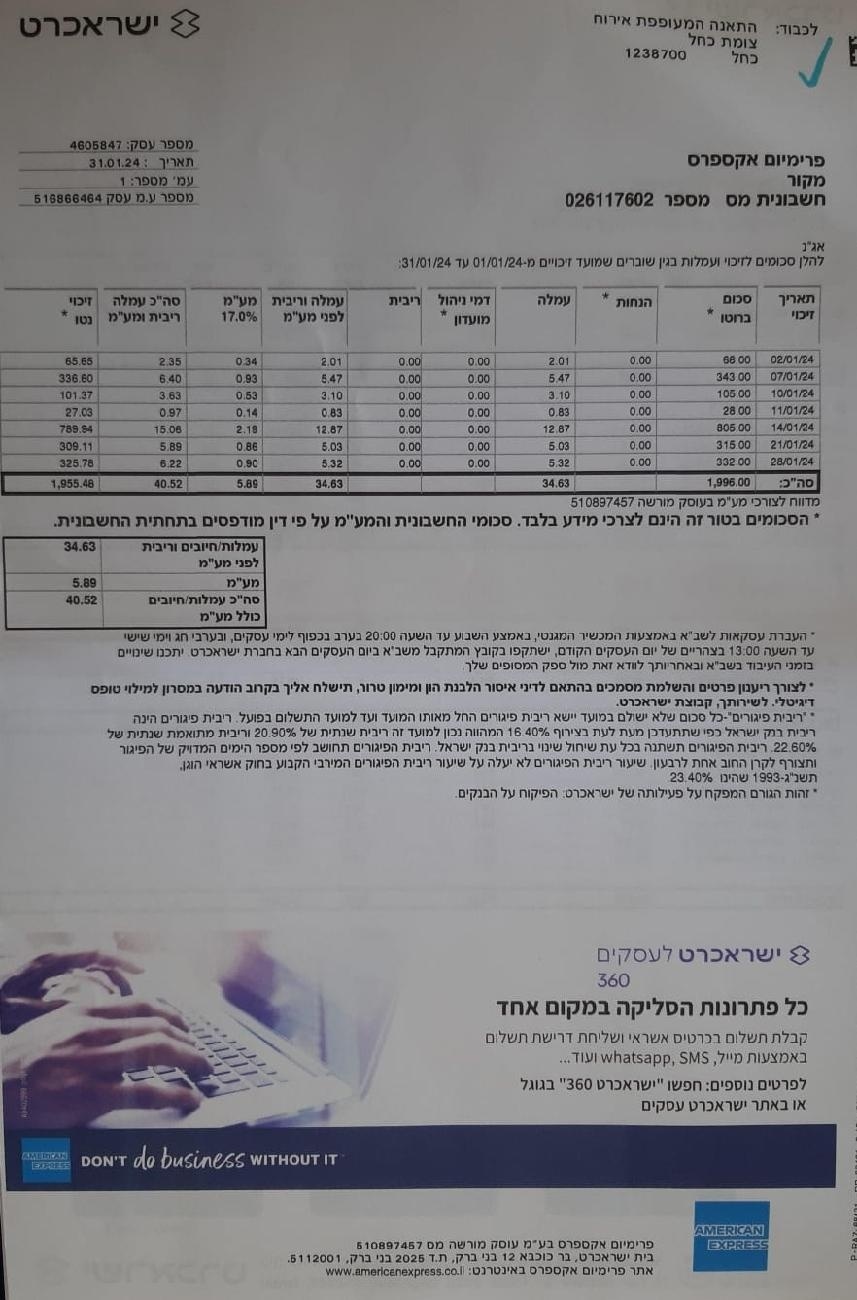 ישראכרט
לכבוד: התאנה המעופפת אירוח
צומת כחל
כחל 1238700
מספר עסק: 4605847
תאריך : 31.01.24
עמ' מספר: 1
מספר ע.מ עסק 516866464
פרימיום אקספרס
מקור
חשבונית מס מספר 026117602
אג"נ
להלן סכומים לזיכוי ועמלות בגין שוברים שמועד זיכויים מ-01/01/24 עד 31/01/24:
תאריך זיכוי | סכום ברוטו * | הנחות * | עמלה | דמי ניהול מועדון * | ריבית | עמלה וריבית לפני מע"מ | מע"מ 17.0% | סה"כ עמלה ריבית ומע"מ | זיכוי נטו *
02/01/24 68.00 0.00 2.01 0.00 0.00 2.01 0.34 2.35 65.65
07/01/24 343.00 0.00 5.47 0.00 0.00 5.47 0.93 6.40 336.60
10/01/24 105.00 0.00 3.10 0.00 0.00 3.10 0.53 3.63 101.37
11/01/24 28.00 0.00 0.83 0.00 0.00 0.83 0.14 0.97 27.03
14/01/24 805.00 0.00 12.87 0.00 0.00 12.87 2.19 15.06 789.94
21/01/24 315.00 0.00 5.03 0.00 0.00 5.03 0.86 5.89 309.11
28/01/24 332.00 0.00 5.32 0.00 0.00 5.32 0.90 6.22 325.78
סה"כ: 1,996.00 34.63 34.63 5.89 40.52 1,955.48
מדווח לצורכי מע"מ בעוסק מורשה 510897457
* הסכומים בטור זה הינם לצרכי מידע בלבד. סכומי החשבונית והמע"מ על פי דין מודפסים בתחתית החשבונית.
עמלות/חיובים וריבית 34.63
לפני מע"מ
מע"מ 5.89
סה"כ עמלות/חיובים 40.52
כולל מע"מ
* העברת עסקאות לשב"א באמצעות המכשיר המגנטי, באמצע השבוע עד השעה 20:00 בערב בכפוף לימי עסקים, ובערבי חג וימי שישי
עד השעה 13:00 בצהריים של יום העסקים הקודם, ישתקפו בקובץ המתקבל משב"א ביום העסקים הבא בחברת ישראכרט. יתכנו שינויים
בזמני העיבוד בשב"א ובאחריותך לוודא זאת מול ספק המסופים שלך.
* לצורך ריענון פרטים והשלמת מסמכים בהתאם לדיני איסור הלבנת הון ומימון טרור, תישלח אליך בקרוב הודעה במסרון למילוי טופס
דיגיטלי. לשירותך, קבוצת ישראכרט.
* "ריבית פיגורים"-כל סכום שלא ישולם במועד יישא ריבית פיגורים החל מאותו המועד ועד למועד התשלום בפועל. ריבית פיגורים הינה
ריבית בנק ישראל כפי שתתעדכן מעת לעת בצירוף 16.40% המהווה נכון למועד זה ריבית שנתית של 20.90% וריבית מתואמת שנתית של
22.60%. ריבית הפיגורים תשתנה בכל עת שיחול שינוי בריבית בנק ישראל. ריבית הפיגורים תחושב לפי מספר הימים המדויק של הפיגור
ותצורף לקרן החוב אחת לרבעון. שיעור ריבית הפיגורים לא יעלה על שיעור ריבית הפיגורים המירבי הקבוע בחוק אשראי הוגן,
תשנ"ג-1993 שהינו 23.40%
* זהות הגורם המפקח על פעילותה של ישראכרט: הפיקוח על הבנקים.
ישראכרט לעסקים
360
כל פתרונות הסליקה במקום אחד
קבלת תשלום בכרטיס אשראי ושליחת דרישת תשלום
באמצעות מייל, whatsapp, SMS ועוד...
לפרטים נוספים: חפשו "ישראכרט 360" בגוגל
או באתר ישראכרט עסקים
AMERICAN EXPRESS DON'T do business WITHOUT IT
AMERICAN
EXPRESS
פרימיום אקספרס בע"מ עוסק מורשה מס 510897457
בית ישראכרט, בר כוכבא 12 בני ברק, ת.ד 2025 בני ברק, 5112001.
אתר פרימיום אקספרס באינטרנט: www.americanexpress.co.il